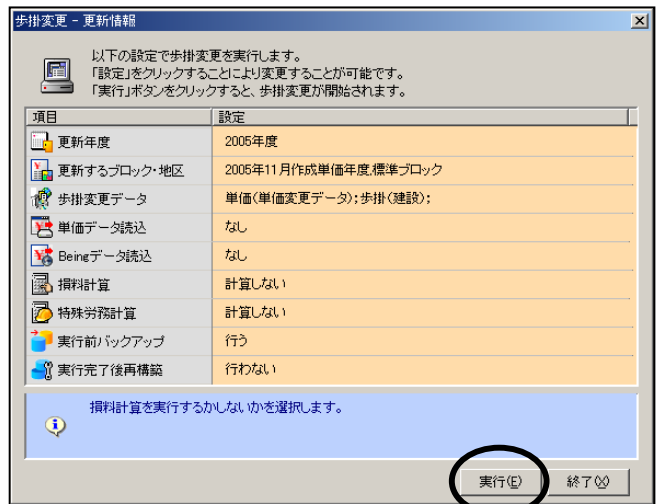 歩掛変更 - 更新情報
以下の設定で歩掛変更を実行します。
「設定」をクリックすることにより変更することが可能です。
「実行」ボタンをクリックすると、歩掛変更が開始されます。
項目 設定
更新年度 2005年度
更新するブロック・地区 2005年11月作成単価年度,標準ブロック
歩掛変更データ 単価(単価変更データ);歩掛(建設);
単価データ読込 なし
Beingデータ読込 なし
損料計算 計算しない
特殊労務計算 計算しない
実行前バックアップ 行う
実行完了後再構築 行わない
損料計算を実行するかしないかを選択します。
実行(E) 終了(X)